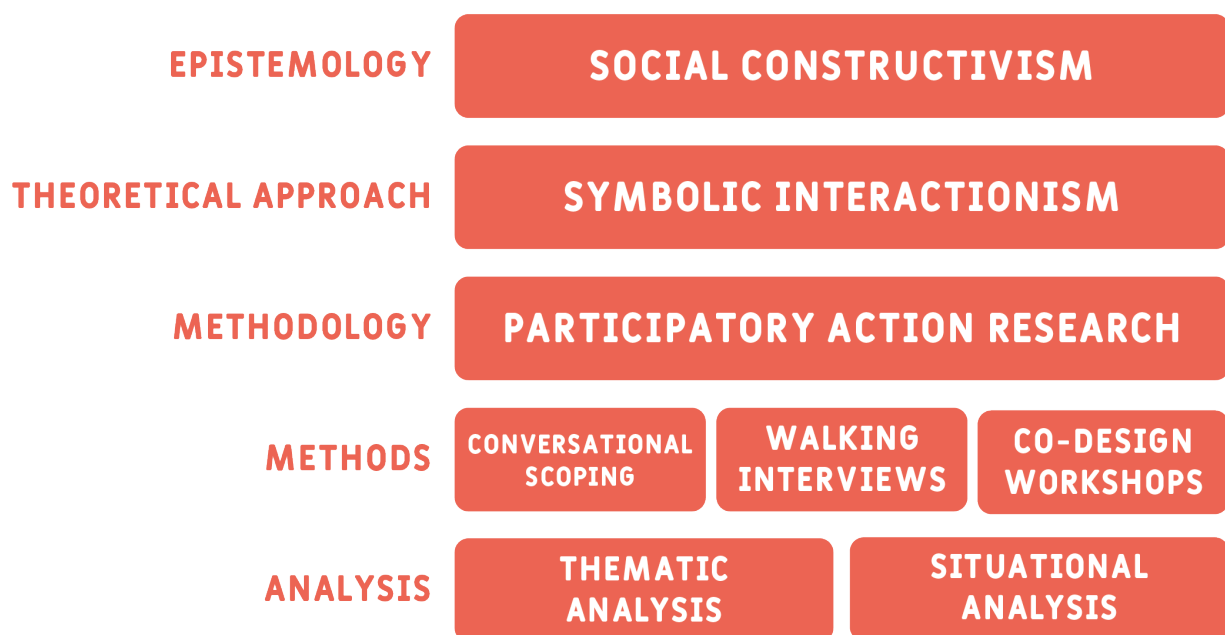 EPISTEMOLOGY
SOCIAL CONSTRUCTIVISM
THEORETICAL APPROACH
SYMBOLIC INTERACTIONISM
METHODOLOGY
PARTICIPATORY ACTION RESEARCH
METHODS
CONVERSATIONAL
SCOPING
WALKING
INTERVIEWS
CO-DESIGN
WORKSHOPS
ANALYSIS
THEMATIC
ANALYSIS
SITUATIONAL
ANALYSIS